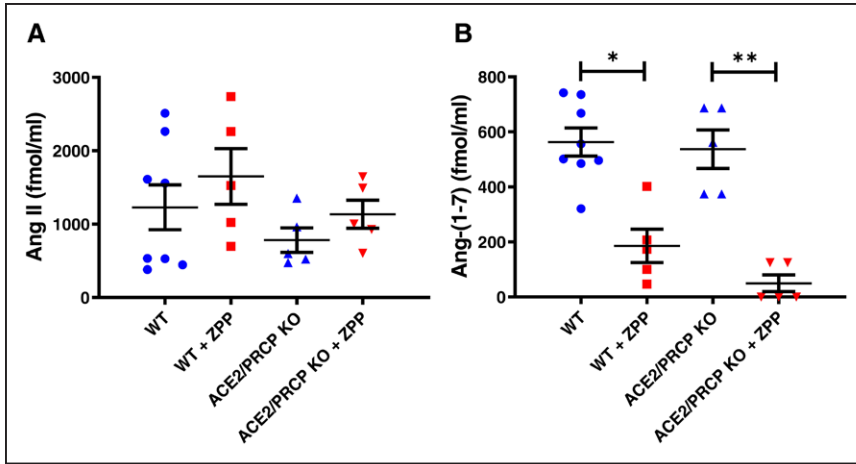 A
Ang II (fmol/ml)
3000
2000
1000
0
WT
WT + ZPP
ACE2/PRCP KO
ACE2/PRCP KO + ZPP
B
Ang-(1-7) (fmol/ml)
800
600
400
200
0
*
**
WT
WT + ZPP
ACE2/PRCP KO
ACE2/PRCP KO + ZPP